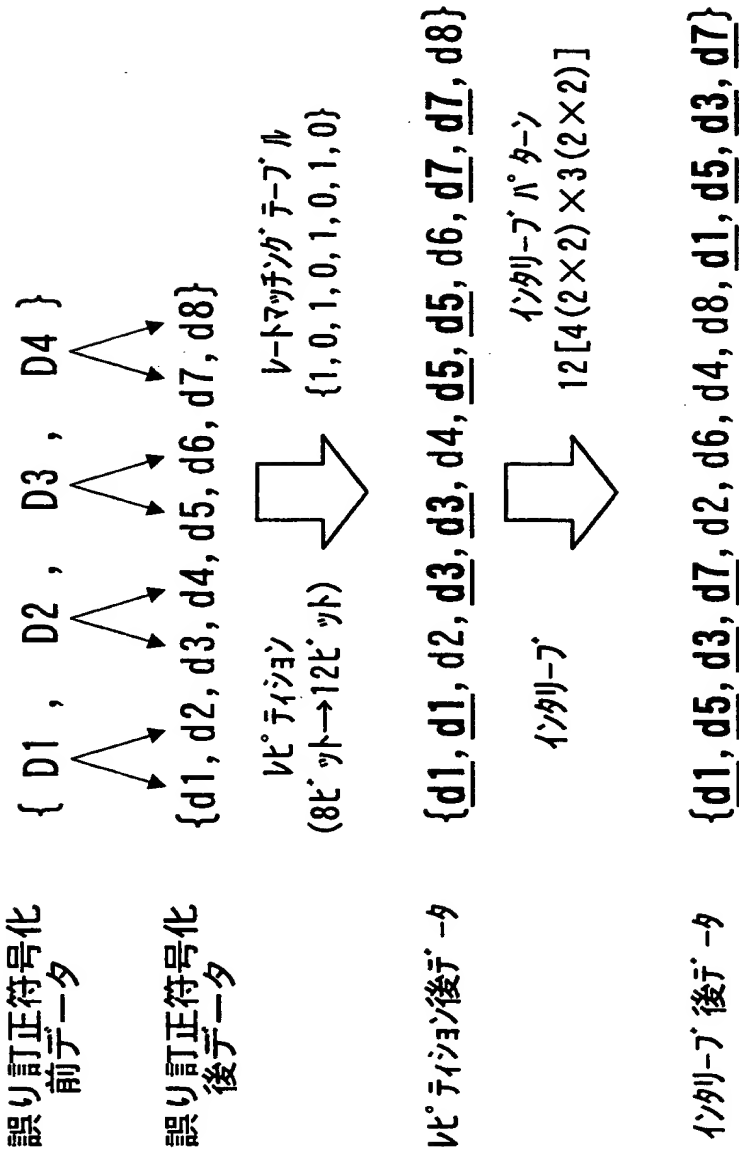 誤り訂正符号化
前データ
{ D1 , D2 , D3 , D4 }
誤り訂正符号化
後データ
{d1, d2, d3, d4, d5, d6, d7, d8}
レピティション
(8ビット→12ビット)
レートマッチングテーブル
{1, 0, 1, 0, 1, 0, 1, 0}
レピティション後データ
{d1, d1, d2, d3, d3, d4, d5, d5, d6, d7, d7, d8}
インタリーブ
インタリーブパターン
12[4(2×2)×3(2×2)]
インタリーブ後データ
{d1, d5, d3, d7, d2, d6, d4, d8, d1, d5, d3, d7}